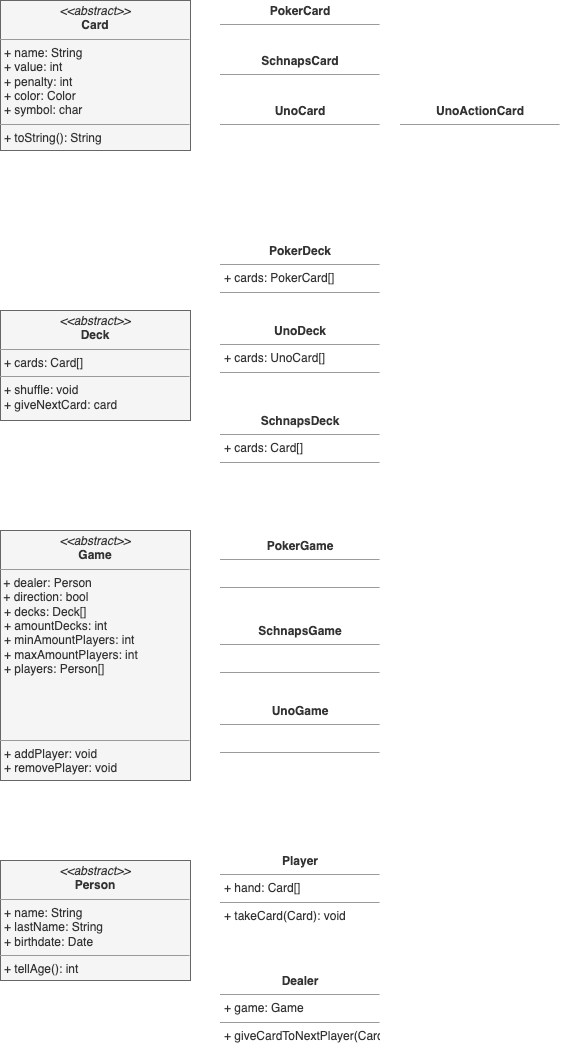 <<abstract>>
Card
+ name: String
+ value: int
+ penalty: int
+ color: Color
+ symbol: char
+ toString(): String
PokerCard
SchnapsCard
UnoCard
UnoActionCard
PokerDeck
+ cards: PokerCard[]
<<abstract>>
Deck
+ cards: Card[]
+ shuffle: void
+ giveNextCard: card
UnoDeck
+ cards: UnoCard[]
SchnapsDeck
+ cards: Card[]
<<abstract>>
Game
+ dealer: Person
+ direction: bool
+ decks: Deck[]
+ amountDecks: int
+ minAmountPlayers: int
+ maxAmountPlayers: int
+ players: Person[]
+ addPlayer: void
+ removePlayer: void
PokerGame
SchnapsGame
UnoGame
<<abstract>>
Person
+ name: String
+ lastName: String
+ birthdate: Date
+ tellAge(): int
Player
+ hand: Card[]
+ takeCard(Card): void
Dealer
+ game: Game
+ giveCardToNextPlayer(Card